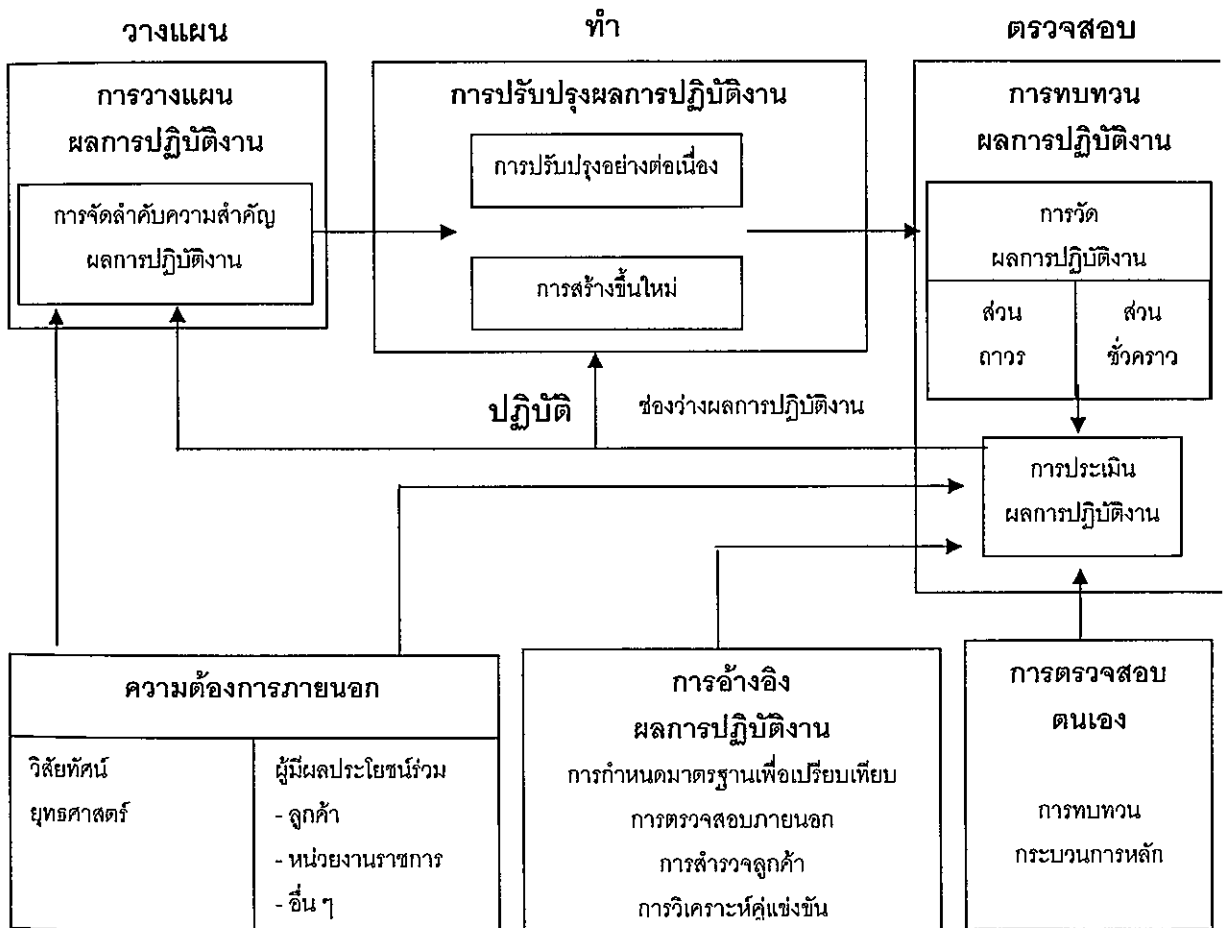 วางแผน
ทำ
ตรวจสอบ
การวางแผน
ผลการปฏิบัติงาน
การจัดลำดับความสำคัญ
ผลการปฏิบัติงาน
การปรับปรุงผลการปฏิบัติงาน
การปรับปรุงอย่างต่อเนื่อง
การสร้างขึ้นใหม่
การทบทวน
ผลการปฏิบัติงาน
การวัด
ผลการปฏิบัติงาน
ส่วน
ถาวร
ส่วน
ชั่วคราว
ปฏิบัติ
ช่องว่างผลการปฏิบัติงาน
การประเมิน
ผลการปฏิบัติงาน
ความต้องการภายนอก
วิสัยทัศน์
ยุทธศาสตร์
ผู้มีผลประโยชน์ร่วม
- ลูกค้า
- หน่วยงานราชการ
- อื่น ๆ
การอ้างอิง
ผลการปฏิบัติงาน
การกำหนดมาตรฐานเพื่อเปรียบเทียบ
การตรวจสอบภายนอก
การสำรวจลูกค้า
การวิเคราะห์คู่แข่งขัน
การตรวจสอบ
ตนเอง
การทบทวน
กระบวนการหลัก